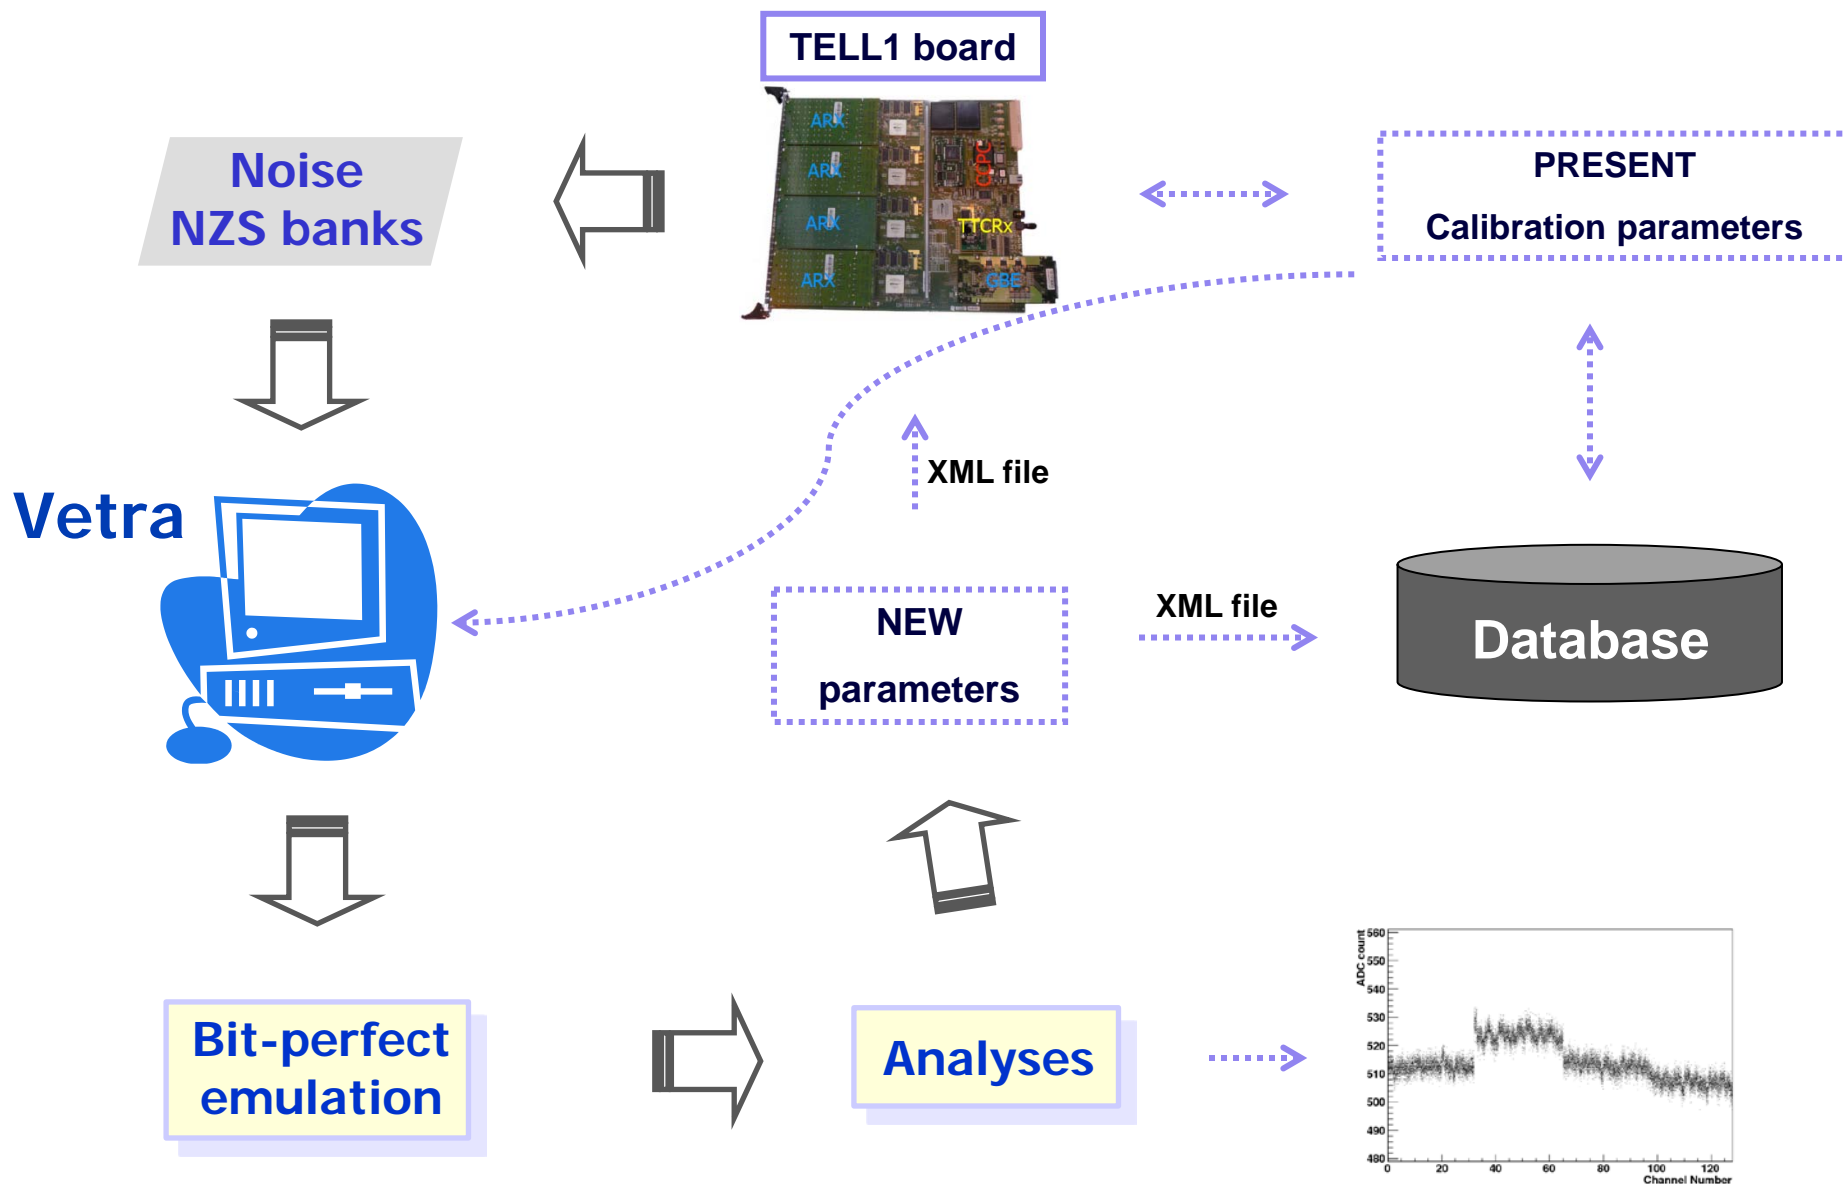 TELL1 board
ARX
ARX
ARX
ARX
CCPC
TTCRx
GBE
Noise
NZS banks
PRESENT
Calibration parameters
XML file
Vetra
NEW
parameters
XML file
Database
Bit-perfect
emulation
Analyses
ADC count
560
550
540
530
520
510
500
490
480
0 20 40 60 80 100 120
Channel Number